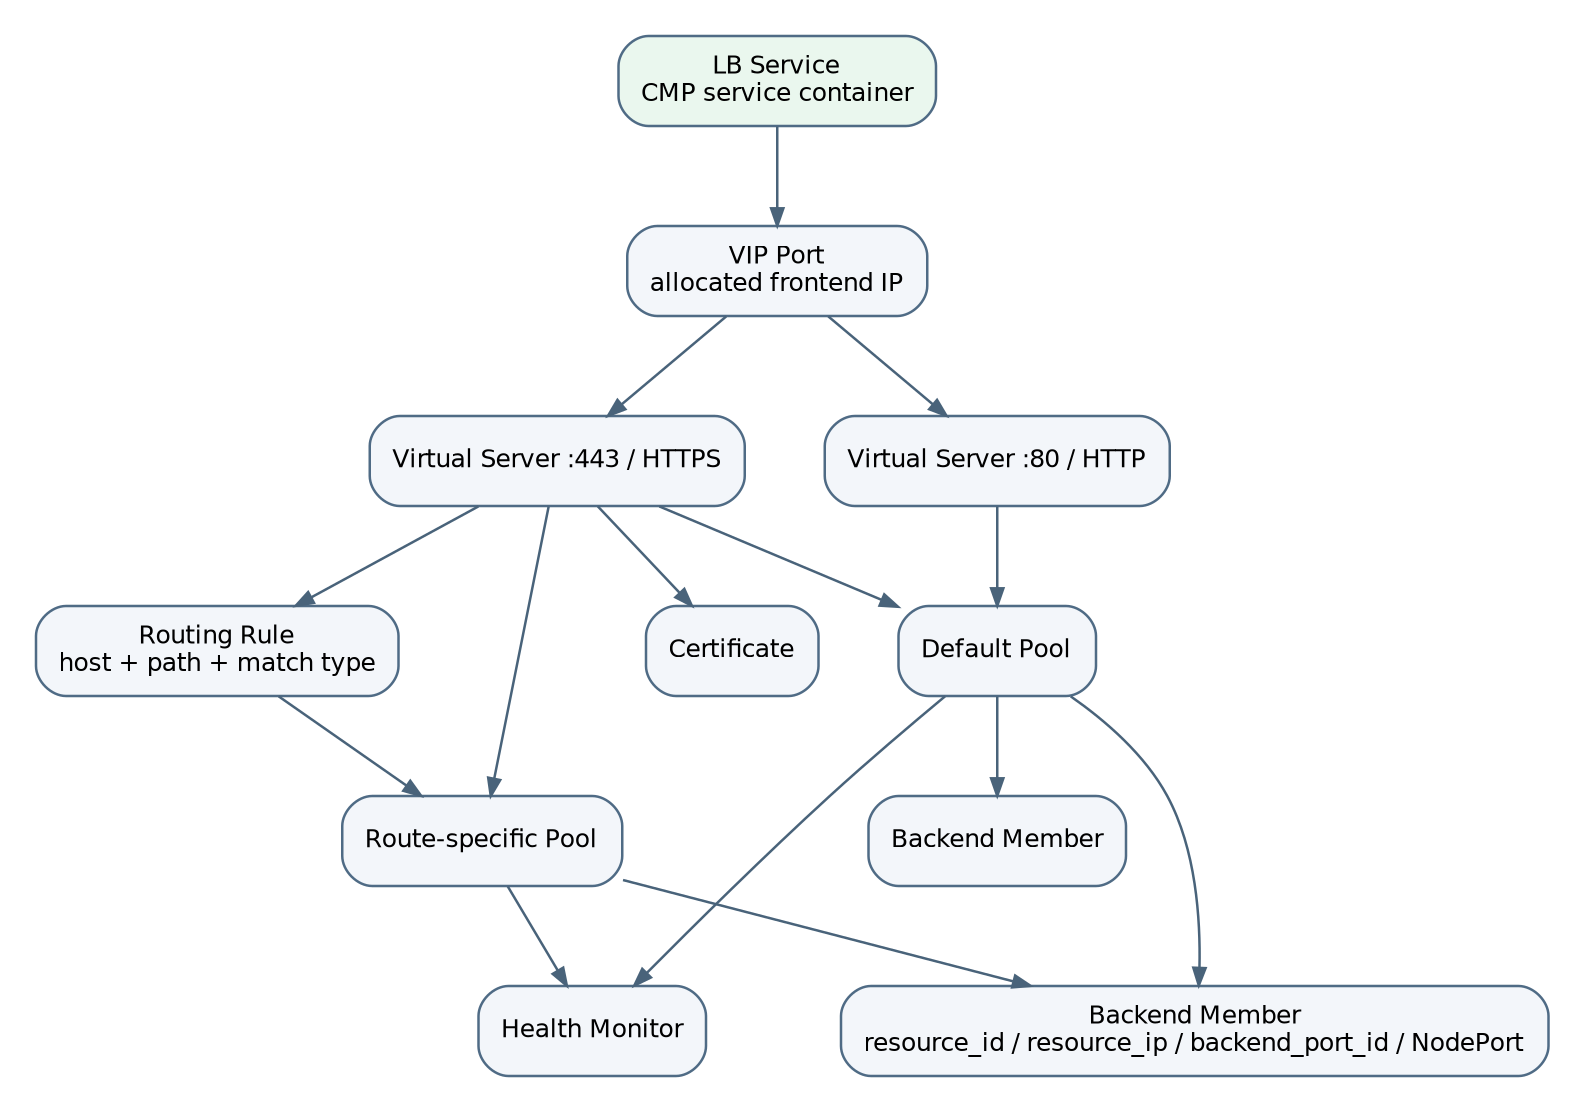 LB Service
CMP service container
VIP Port
allocated frontend IP
Virtual Server :443 / HTTPS
Virtual Server :80 / HTTP
Routing Rule
host + path + match type
Certificate
Default Pool
Route-specific Pool
Backend Member
Health Monitor
Backend Member
resource_id / resource_ip / backend_port_id / NodePort